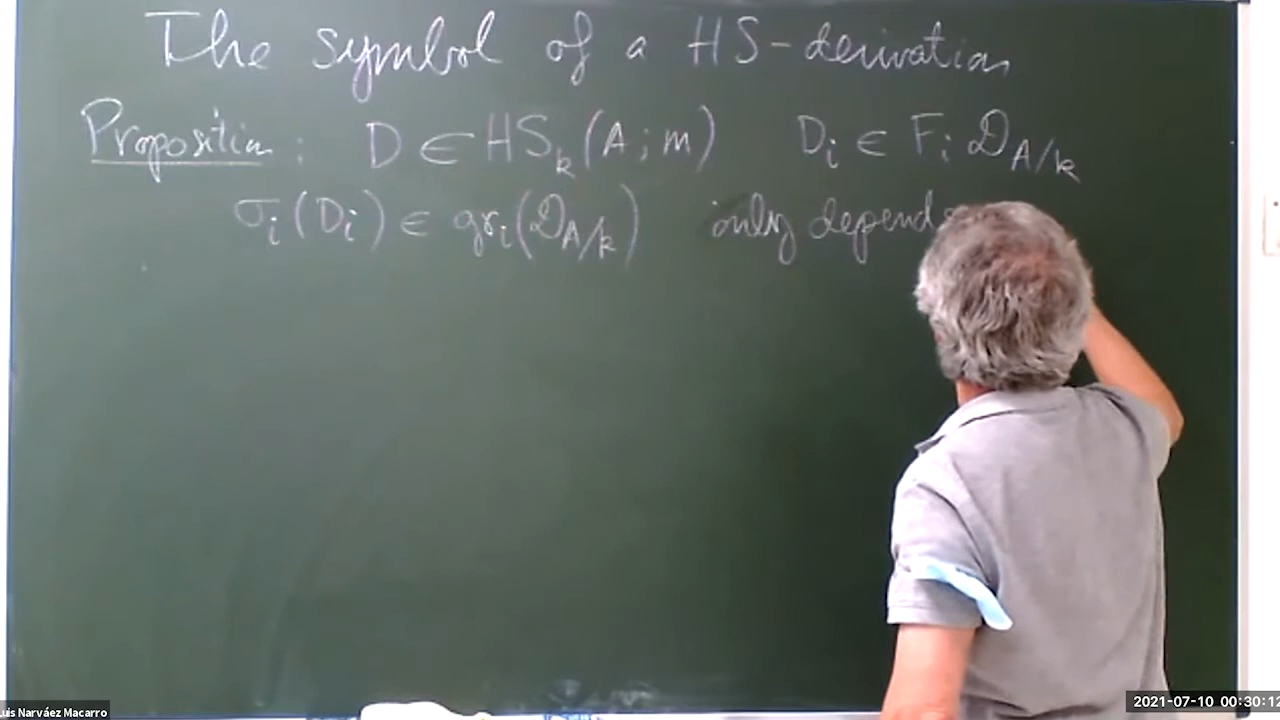 The symbol of a HS-derivation
Proposition: D ∈ HS_k(A; m) D_i ∈ F_i 𝒟_{A/k}
σ_i(D_i) ∈ gr_i(𝒟_{A/k}) only depends
Luis Narváez Macarro
2021-07-10 00:30:12